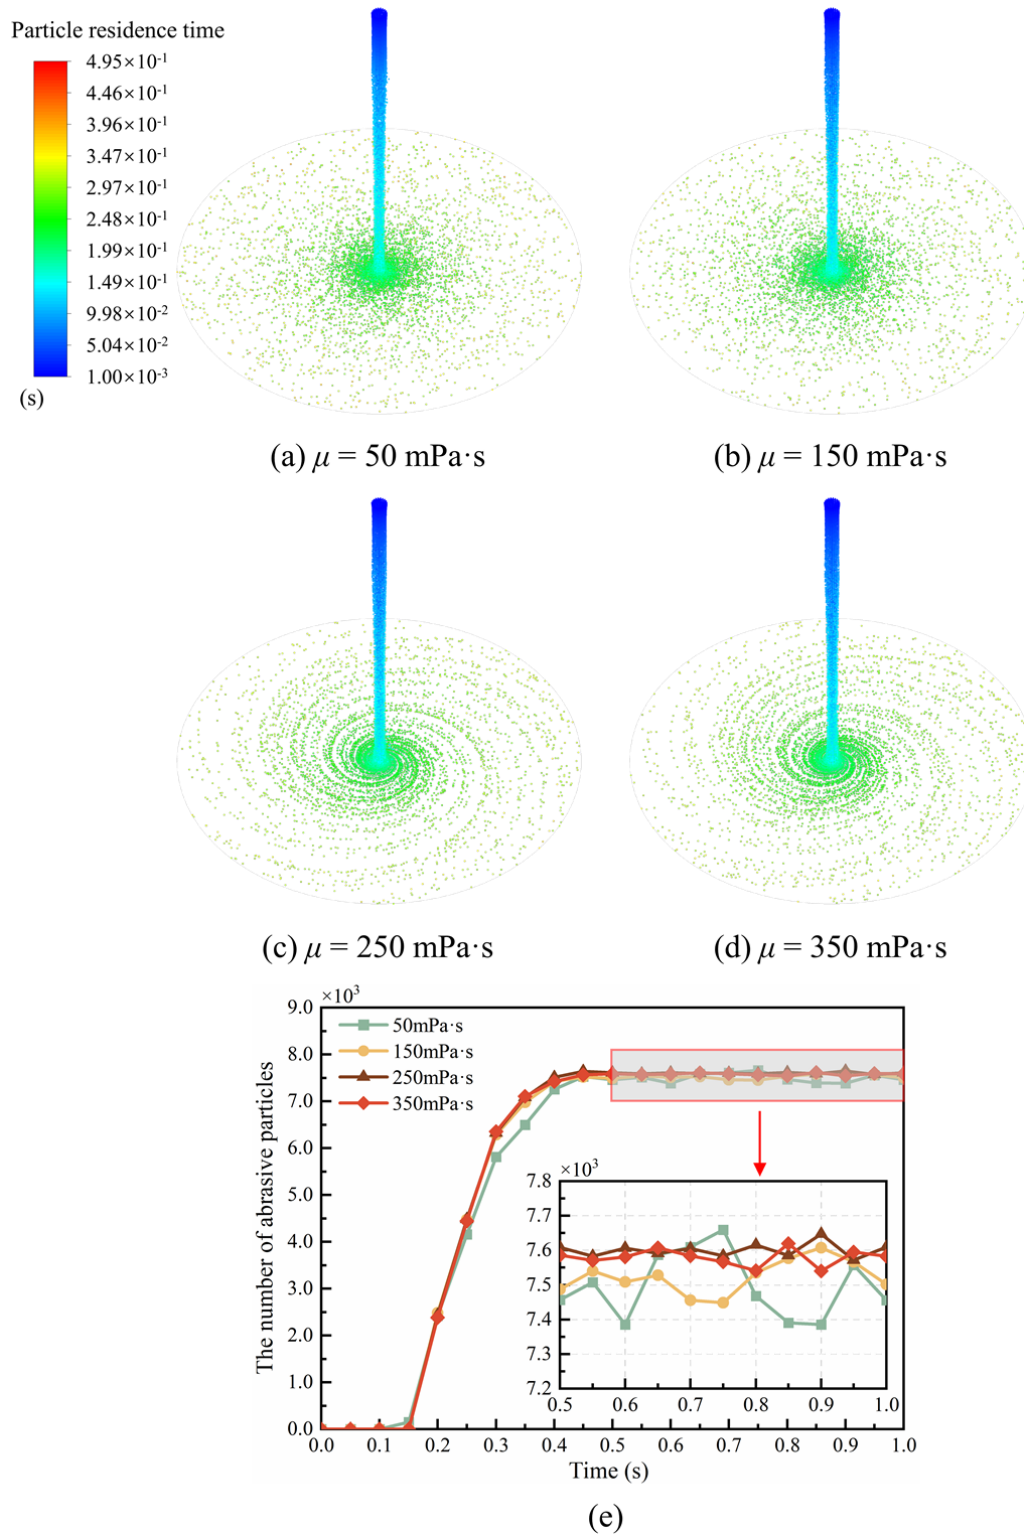 Particle residence time
4.95×10⁻¹
4.46×10⁻¹
3.96×10⁻¹
3.47×10⁻¹
2.97×10⁻¹
2.48×10⁻¹
1.99×10⁻¹
1.49×10⁻¹
9.98×10⁻²
5.04×10⁻²
1.00×10⁻³
(s)
(a) μ = 50 mPa·s
(b) μ = 150 mPa·s
(c) μ = 250 mPa·s
(d) μ = 350 mPa·s
×10³
9.0
8.0
7.0
6.0
5.0
4.0
3.0
2.0
1.0
0.0
The number of abrasive particles
50mPa·s
150mPa·s
250mPa·s
350mPa·s
×10³
7.8
7.7
7.6
7.5
7.4
7.3
7.2
0.5 0.6 0.7 0.8 0.9 1.0
0.0 0.1 0.2 0.3 0.4 0.5 0.6 0.7 0.8 0.9 1.0
Time (s)
(e)